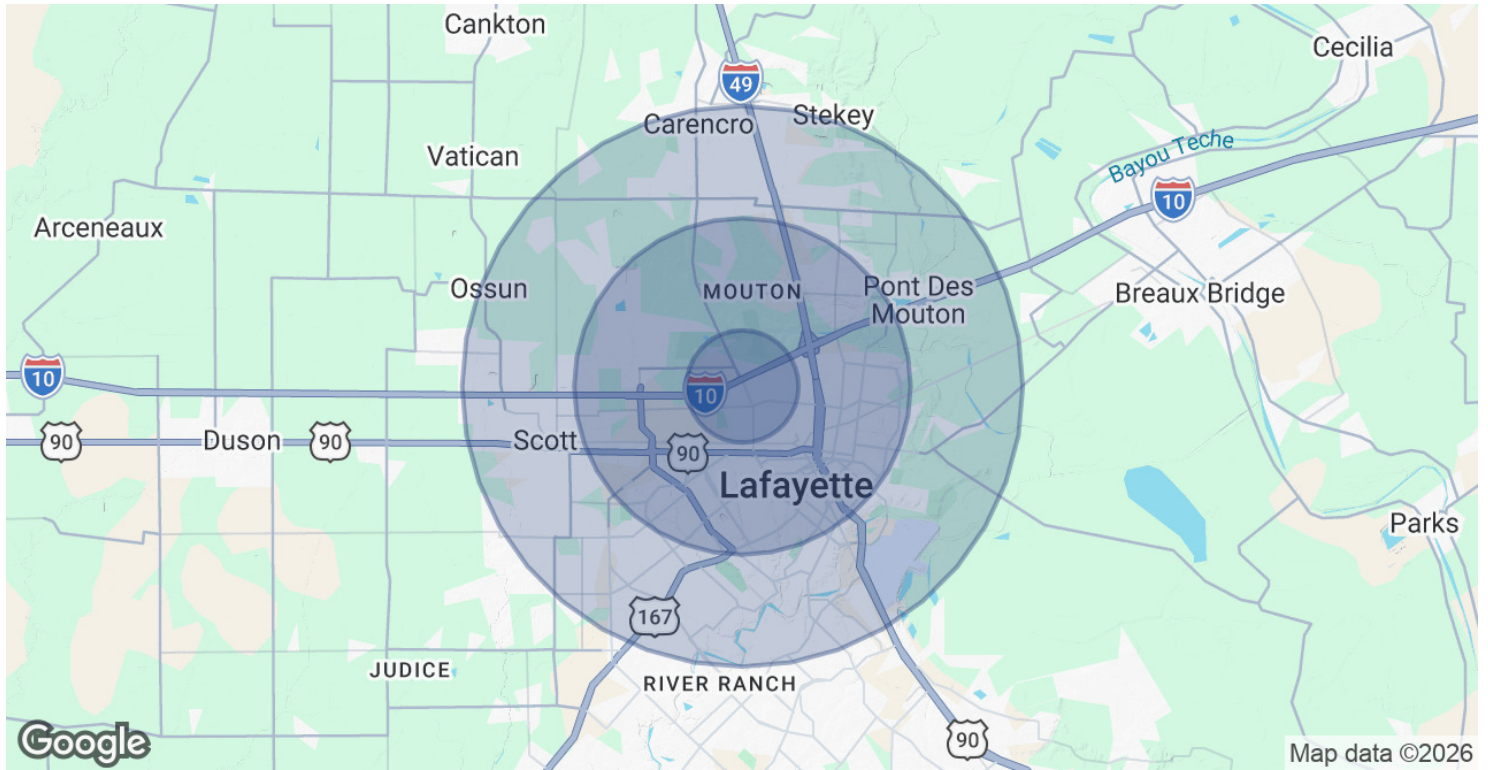 Cankton
Cecilia
49
Stekey
Carencro
Bayou Teche
Vatican
10
Arceneaux
Ossun
MOUTON
Pont Des
Mouton
Breaux Bridge
10
10
90
Duson
90
Scott
90
Lafayette
Parks
167
JUDICE
RIVER RANCH
90
Google
Map data ©2026